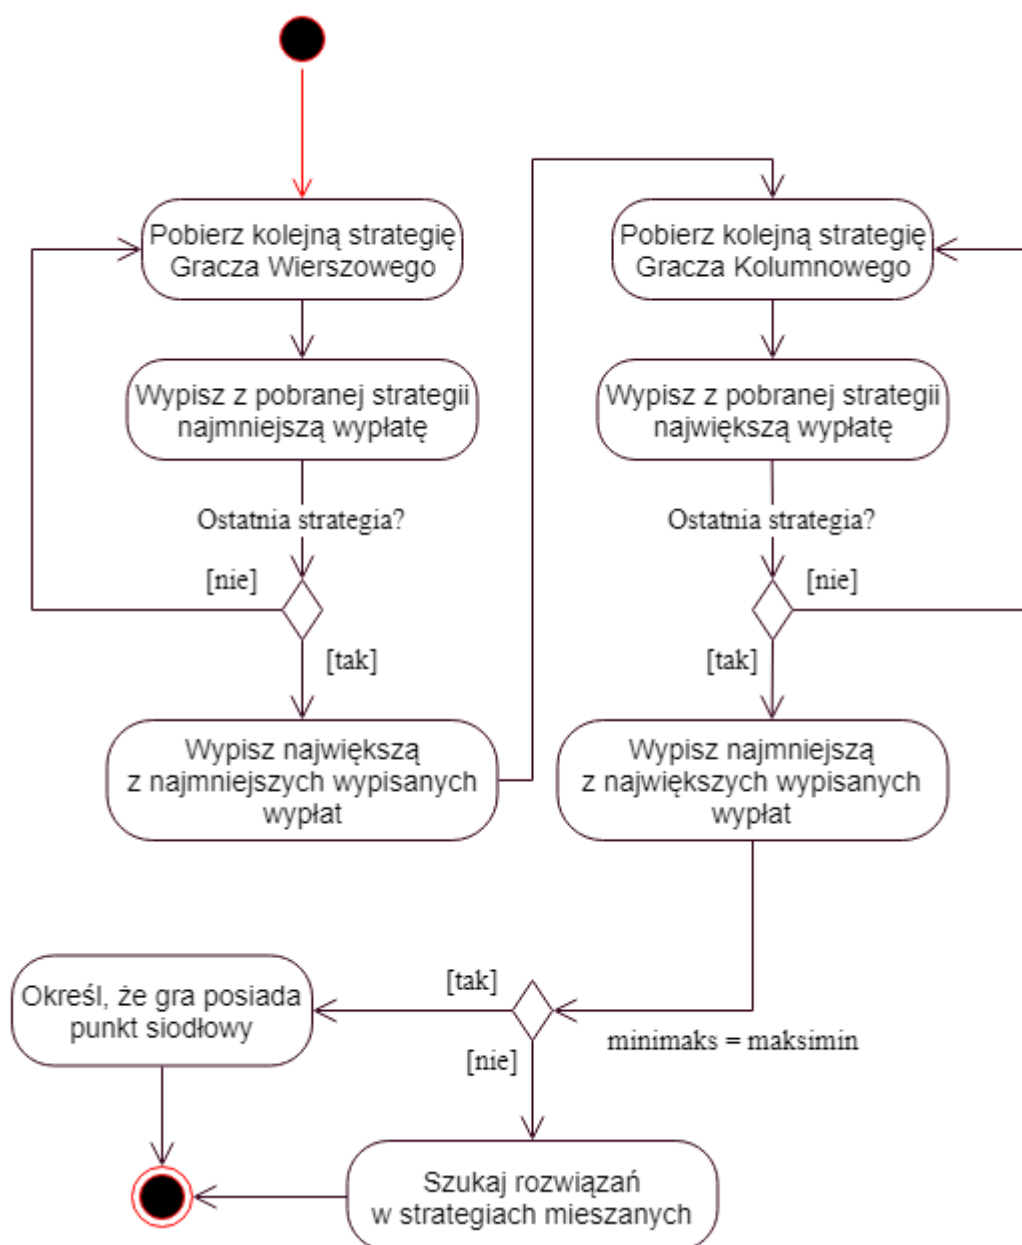 Pobierz kolejną strategię
Gracza Wierszowego
Wypisz z pobranej strategii
najmniejszą wypłatę
Ostatnia strategia?
[nie]
[tak]
Wypisz największą
z najmniejszych wypisanych
wypłat
Pobierz kolejną strategię
Gracza Kolumnowego
Wypisz z pobranej strategii
największą wypłatę
Ostatnia strategia?
[nie]
[tak]
Wypisz najmniejszą
z największych wypisanych
wypłat
minimaks = maksimin
[tak]
[nie]
Określ, że gra posiada
punkt siodłowy
Szukaj rozwiązań
w strategiach mieszanych